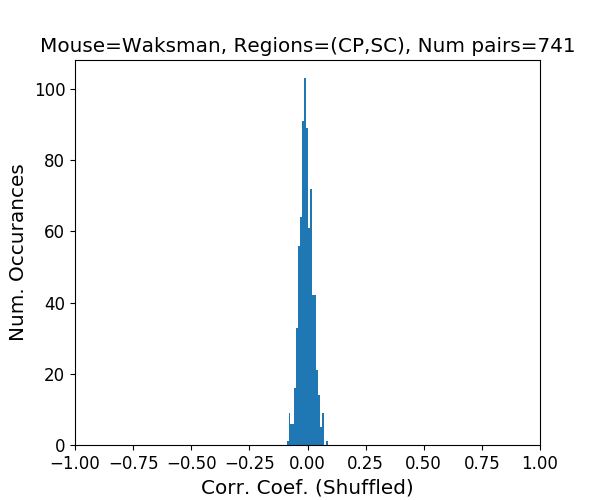 Mouse=Waksman, Regions=(CP,SC), Num pairs=741
100
80
60
40
20
0
Num. Occurances
−1.00 −0.75 −0.50 −0.25 0.00 0.25 0.50 0.75 1.00
Corr. Coef. (Shuffled)